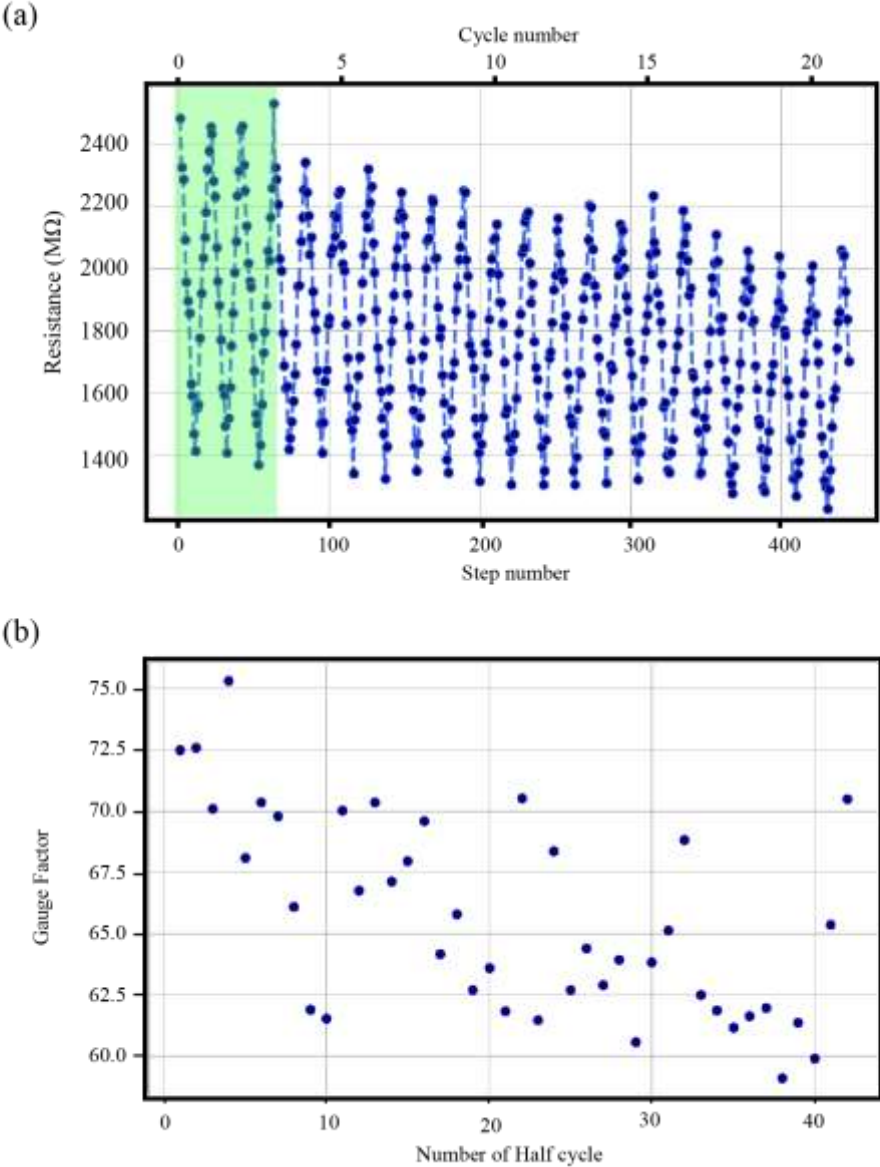 (a)
Cycle number
0 5 10 15 20
Resistance (MΩ)
2400
2200
2000
1800
1600
1400
0 100 200 300 400
Step number
(b)
Gauge Factor
75.0
72.5
70.0
67.5
65.0
62.5
60.0
0 10 20 30 40
Number of Half cycle